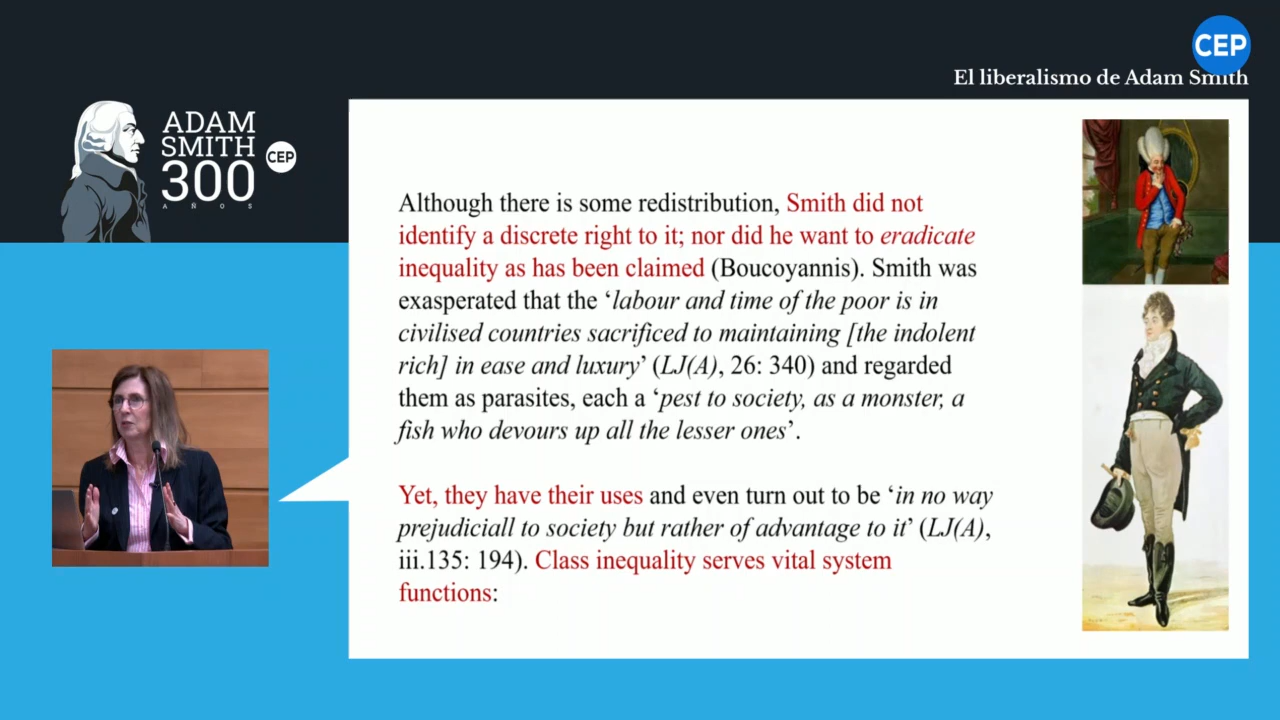 CEP
El liberalismo de Adam Smith
ADAM
SMITH
300
AÑOS
CEP
Although there is some redistribution, Smith did not
identify a discrete right to it; nor did he want to eradicate
inequality as has been claimed (Boucoyannis). Smith was
exasperated that the ‘labour and time of the poor is in
civilised countries sacrificed to maintaining [the indolent
rich] in ease and luxury’ (LJ(A), 26: 340) and regarded
them as parasites, each a ‘pest to society, as a monster, a
fish who devours up all the lesser ones’.
Yet, they have their uses and even turn out to be ‘in no way
prejudiciall to society but rather of advantage to it’ (LJ(A),
iii.135: 194). Class inequality serves vital system
functions: